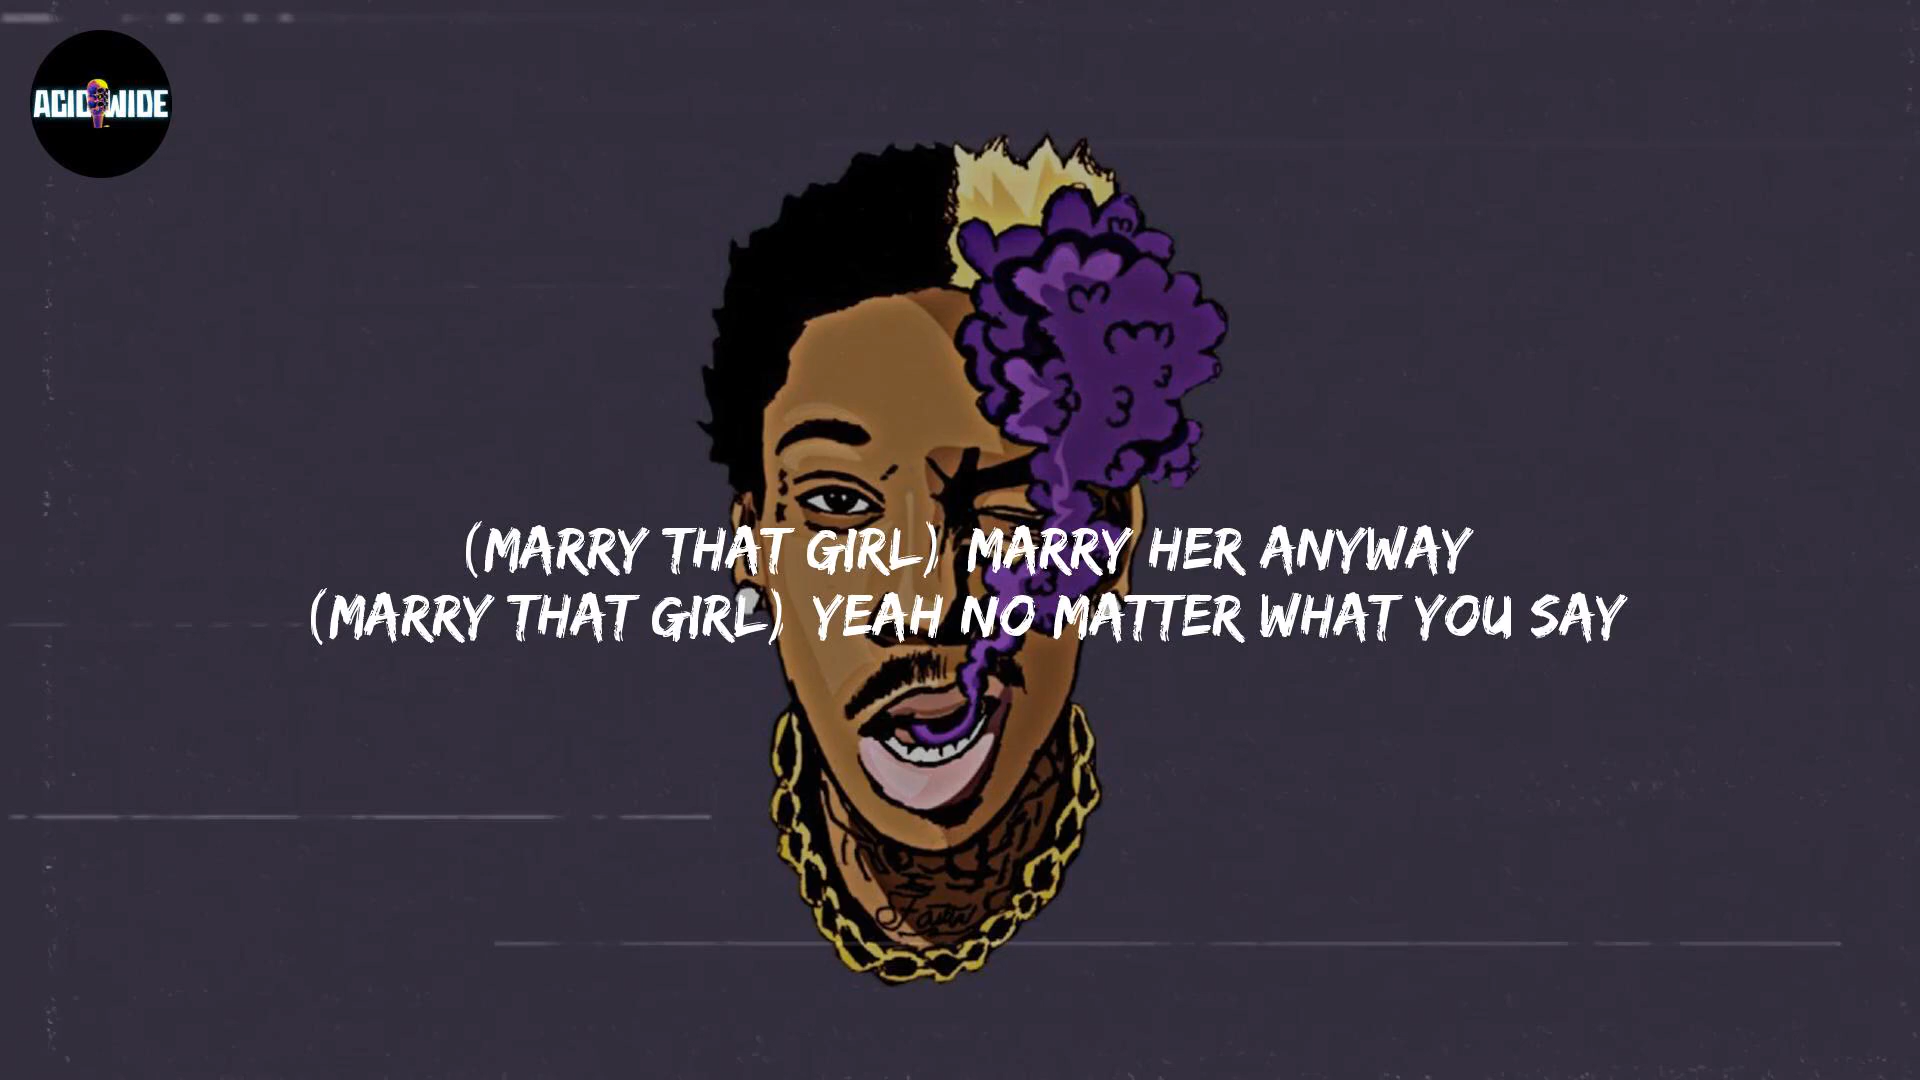 ACIDWIDE
(MARRY THAT GIRL) MARRY HER ANYWAY
(MARRY THAT GIRL) YEAH NO MATTER WHAT YOU SAY